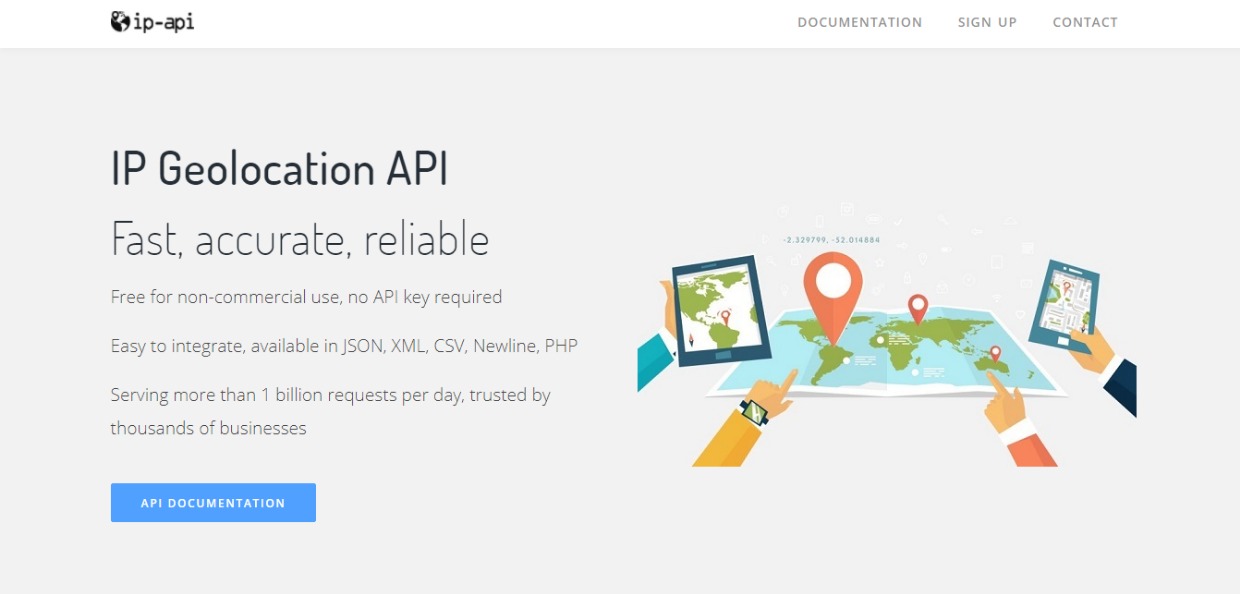 ip-api
DOCUMENTATION
SIGN UP
CONTACT
IP Geolocation API
Fast, accurate, reliable
Free for non-commercial use, no API key required
Easy to integrate, available in JSON, XML, CSV, Newline, PHP
Serving more than 1 billion requests per day, trusted by
thousands of businesses
API DOCUMENTATION
-2.329799, -52.014884